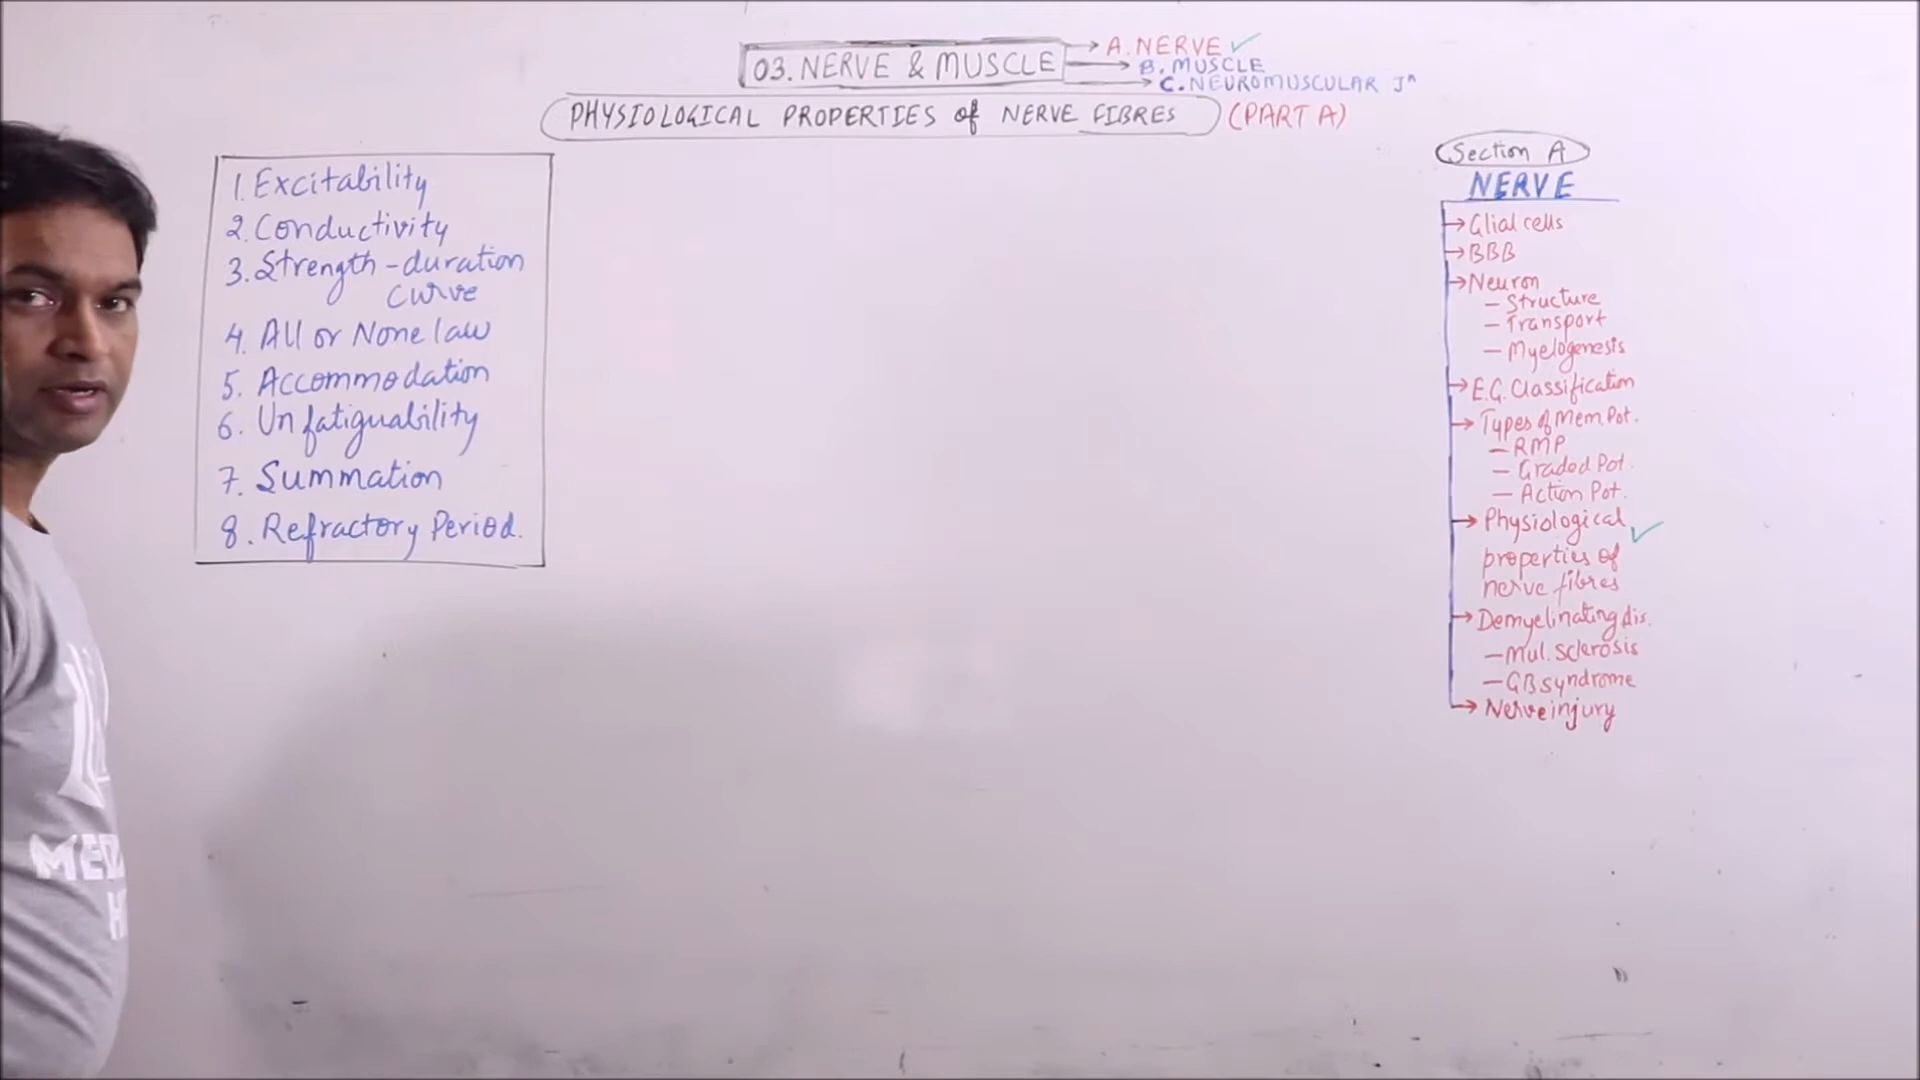 03. NERVE & MUSCLE
A. NERVE ✓
B. MUSCLE
C. NEUROMUSCULAR Jⁿ
PHYSIOLOGICAL PROPERTIES of NERVE FIBRES (PART A)
1. Excitability
2. Conductivity
3. Strength-duration
curve
4. All or None law
5. Accommodation
6. Unfatiguability
7. Summation
8. Refractory Period.
Section A
NERVE
Glial cells
BBB
Neuron
- Structure
- Transport
- Myelogenesis
E.G. Classification
Types of Mem. Pot.
- RMP
- Graded Pot.
- Action Pot.
Physiological ✓
properties of
nerve fibres
Demyelinating dis.
- Mul. Sclerosis
- GB syndrome
Nerve injury